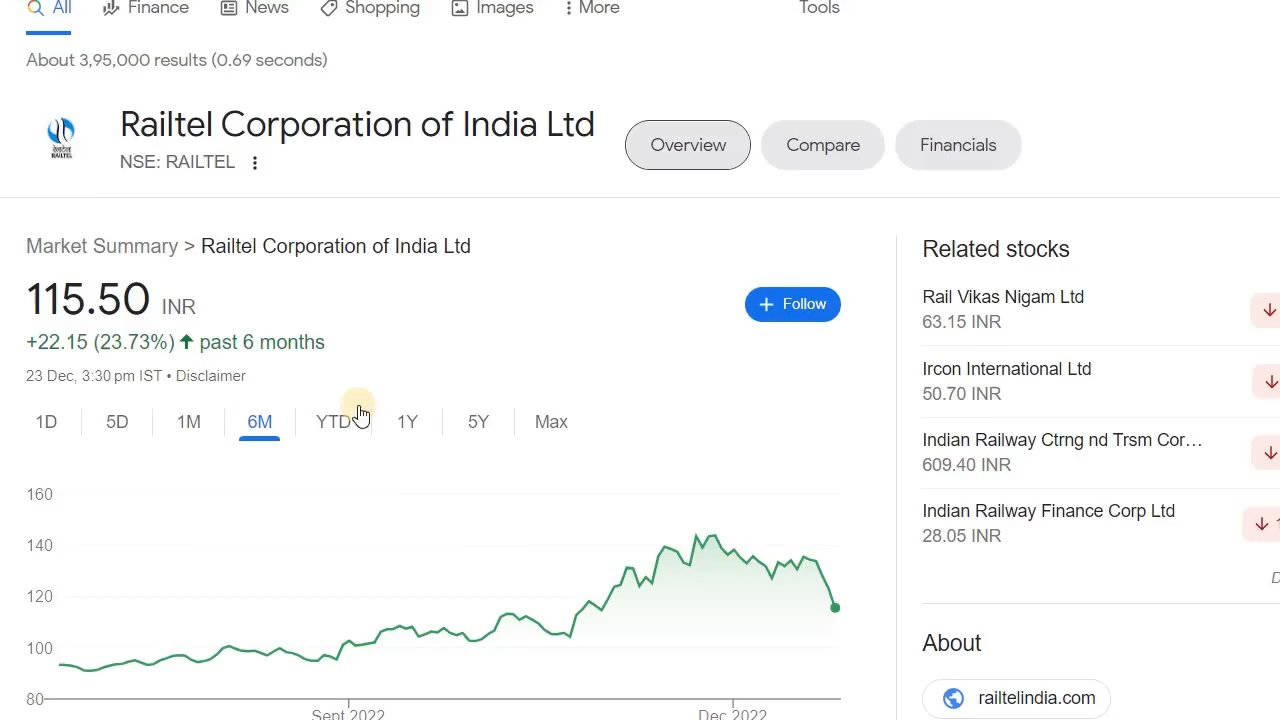 All Finance News Shopping Images More Tools
About 3,95,000 results (0.69 seconds)
Railtel Corporation of India Ltd
NSE: RAILTEL
रेलटेल
RAILTEL
Overview Compare Financials
Market Summary > Railtel Corporation of India Ltd
115.50 INR
+ Follow
+22.15 (23.73%) ↑ past 6 months
23 Dec, 3:30 pm IST • Disclaimer
1D 5D 1M 6M YTD 1Y 5Y Max
160
140
120
100
80
Sept 2022 Dec 2022
Related stocks
Rail Vikas Nigam Ltd
63.15 INR
Ircon International Ltd
50.70 INR
Indian Railway Ctrng nd Trsm Cor…
609.40 INR
Indian Railway Finance Corp Ltd
28.05 INR
About
railtelindia.com